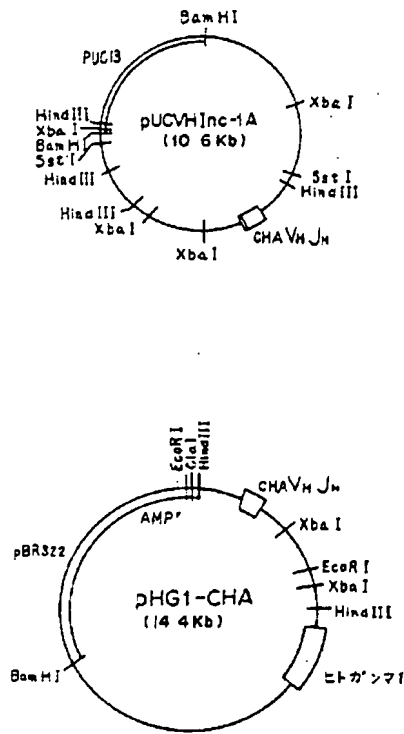 BamHI
PUC13
XbaI
HindIII
XbaI
BamHI
SstI
HindIII
pUCVHInc-1A
(10 6Kb)
SstI
HindIII
HindIII
XbaI
XbaI
CHAVH JH
EcoRI
ClaI
HindIII
CHAVH JH
AMPr
XbaI
pBR322
EcoRI
XbaI
HindIII
pHG1-CHA
(14 4Kb)
BamHI
ヒトガンマ1